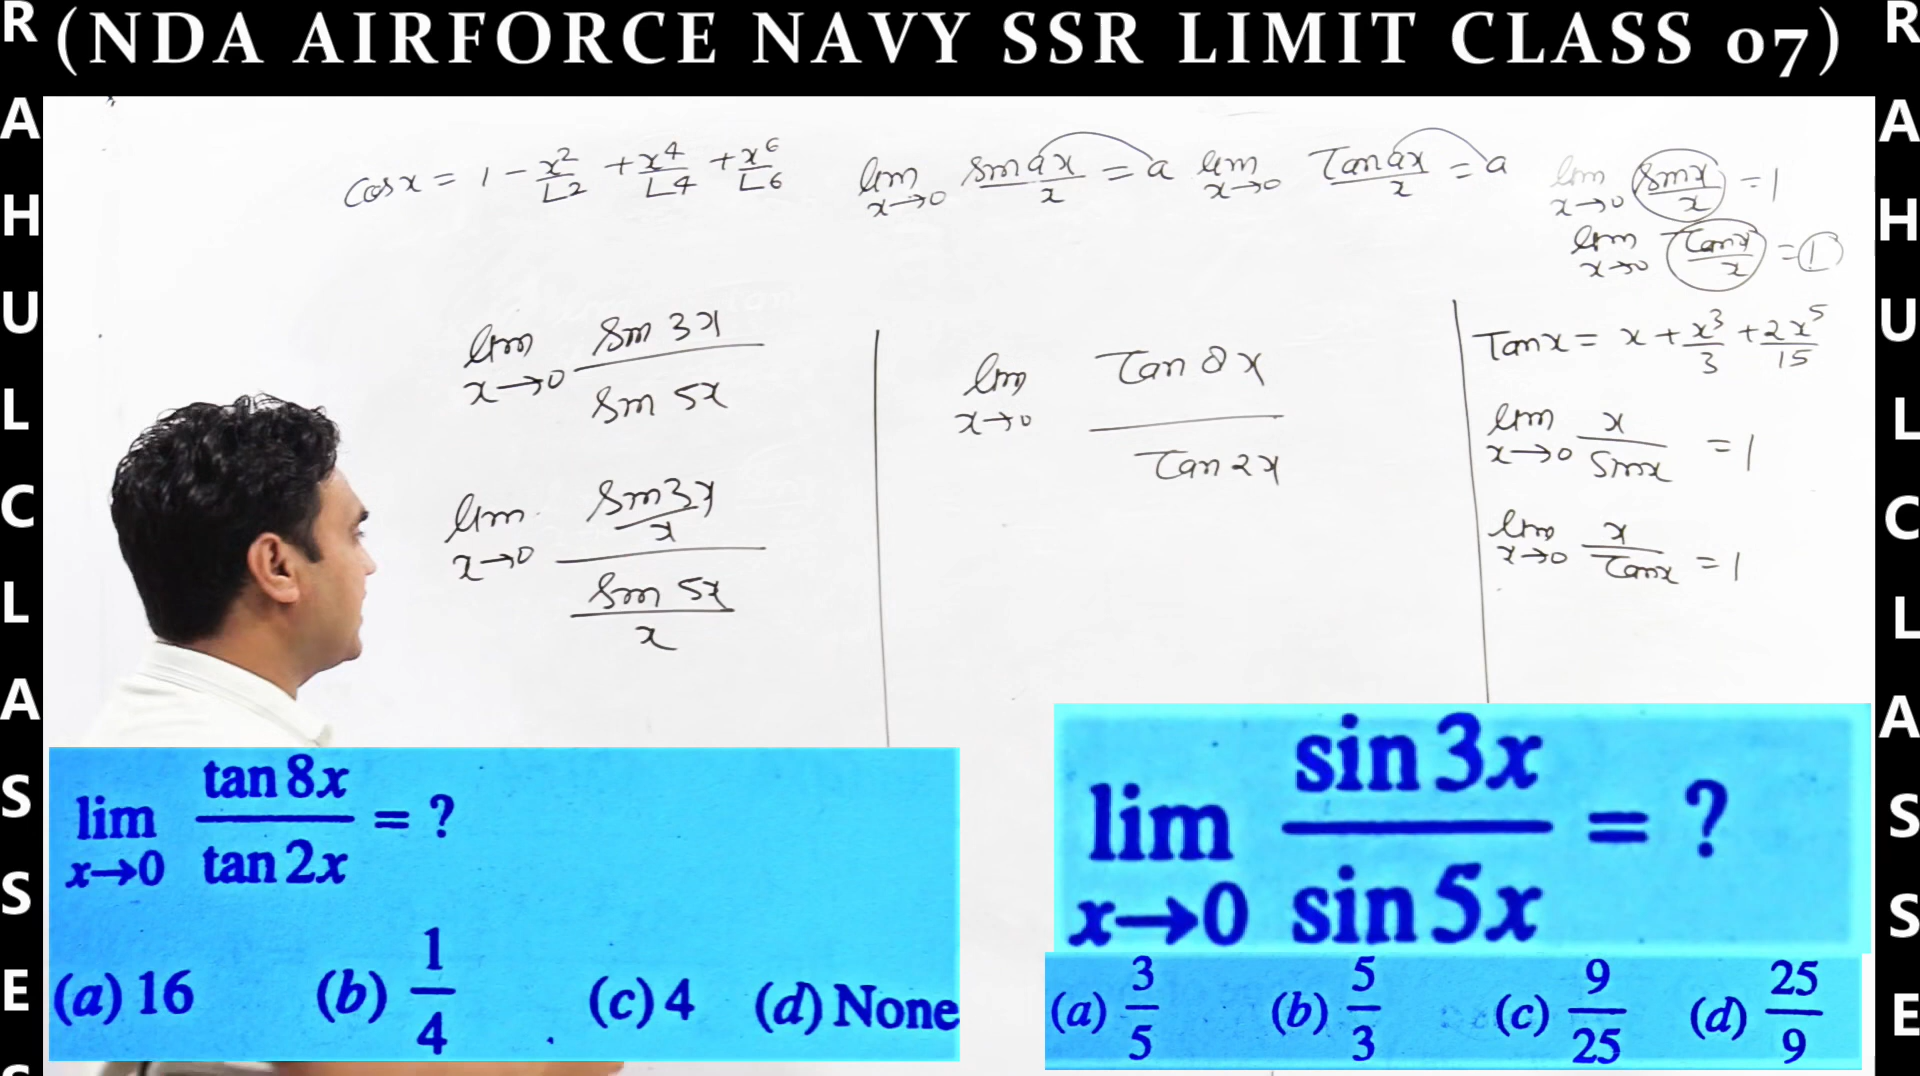 (NDA AIRFORCE NAVY SSR LIMIT CLASS 07)
RAHUL CLASSES
RAHUL CLASSE
cos x = 1 - x²/∟2 + x⁴/∟4 + x⁶/∟6
lim x→0 sin ax / x = a
lim x→0 Tan ax / x = a
lim x→0 sin x / x = 1
lim x→0 Tan x / x = 1
lim x→0 sin 3x / sin 5x
lim x→0 (sin 3x / x) / (sin 5x / x)
lim x→0 Tan 8x / Tan 2x
Tan x = x + x³/3 + 2x⁵/15
lim x→0 x / sin x = 1
lim x→0 x / Tan x = 1
lim x→0 tan 8x / tan 2x = ?
(a) 16 (b) 1/4 (c) 4 (d) None
lim x→0 sin 3x / sin 5x = ?
(a) 3/5 (b) 5/3 (c) 9/25 (d) 25/9